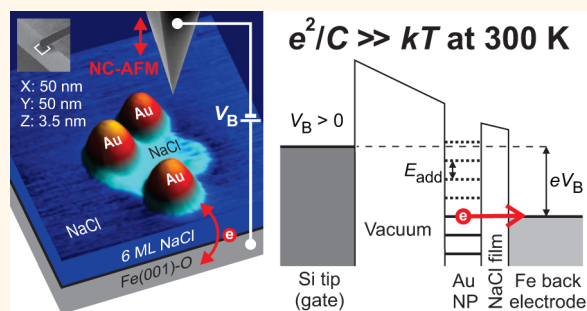 NC-AFM
X: 50 nm
Y: 50 nm
Z: 3.5 nm
V_B
Au
Au
NaCl
Au
NaCl
6 ML NaCl
Fe(001)-O
e
e²/C >> kT at 300 K
V_B > 0
E_add
eV_B
e
Vacuum
Si tip
(gate)
Au
NP
NaCl film
Fe back
electrode